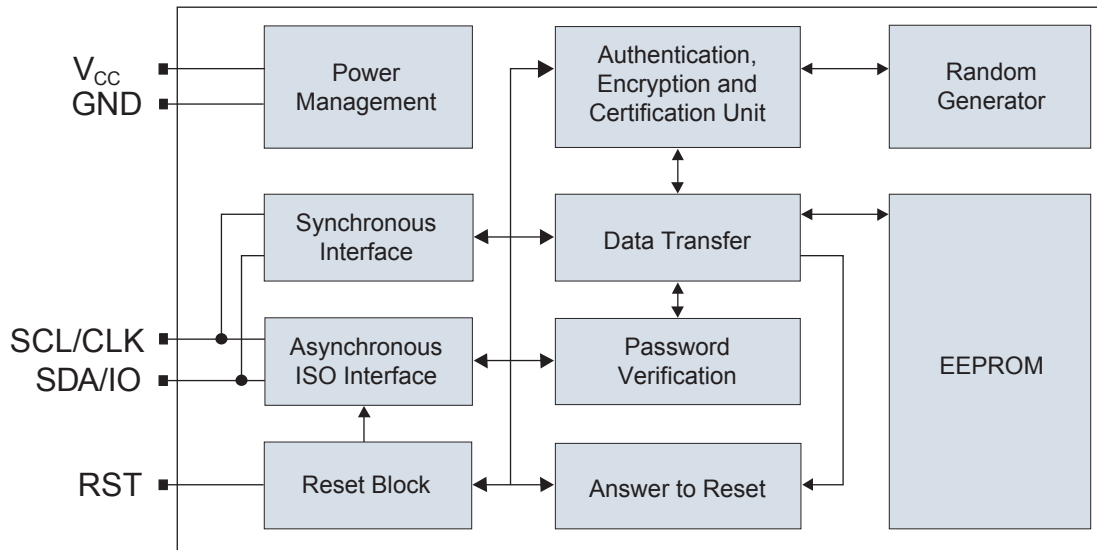 V_CC
GND
SCL/CLK
SDA/IO
RST
Power
Management
Authentication,
Encryption and
Certification Unit
Random
Generator
Synchronous
Interface
Data Transfer
Asynchronous
ISO Interface
Password
Verification
EEPROM
Reset Block
Answer to Reset